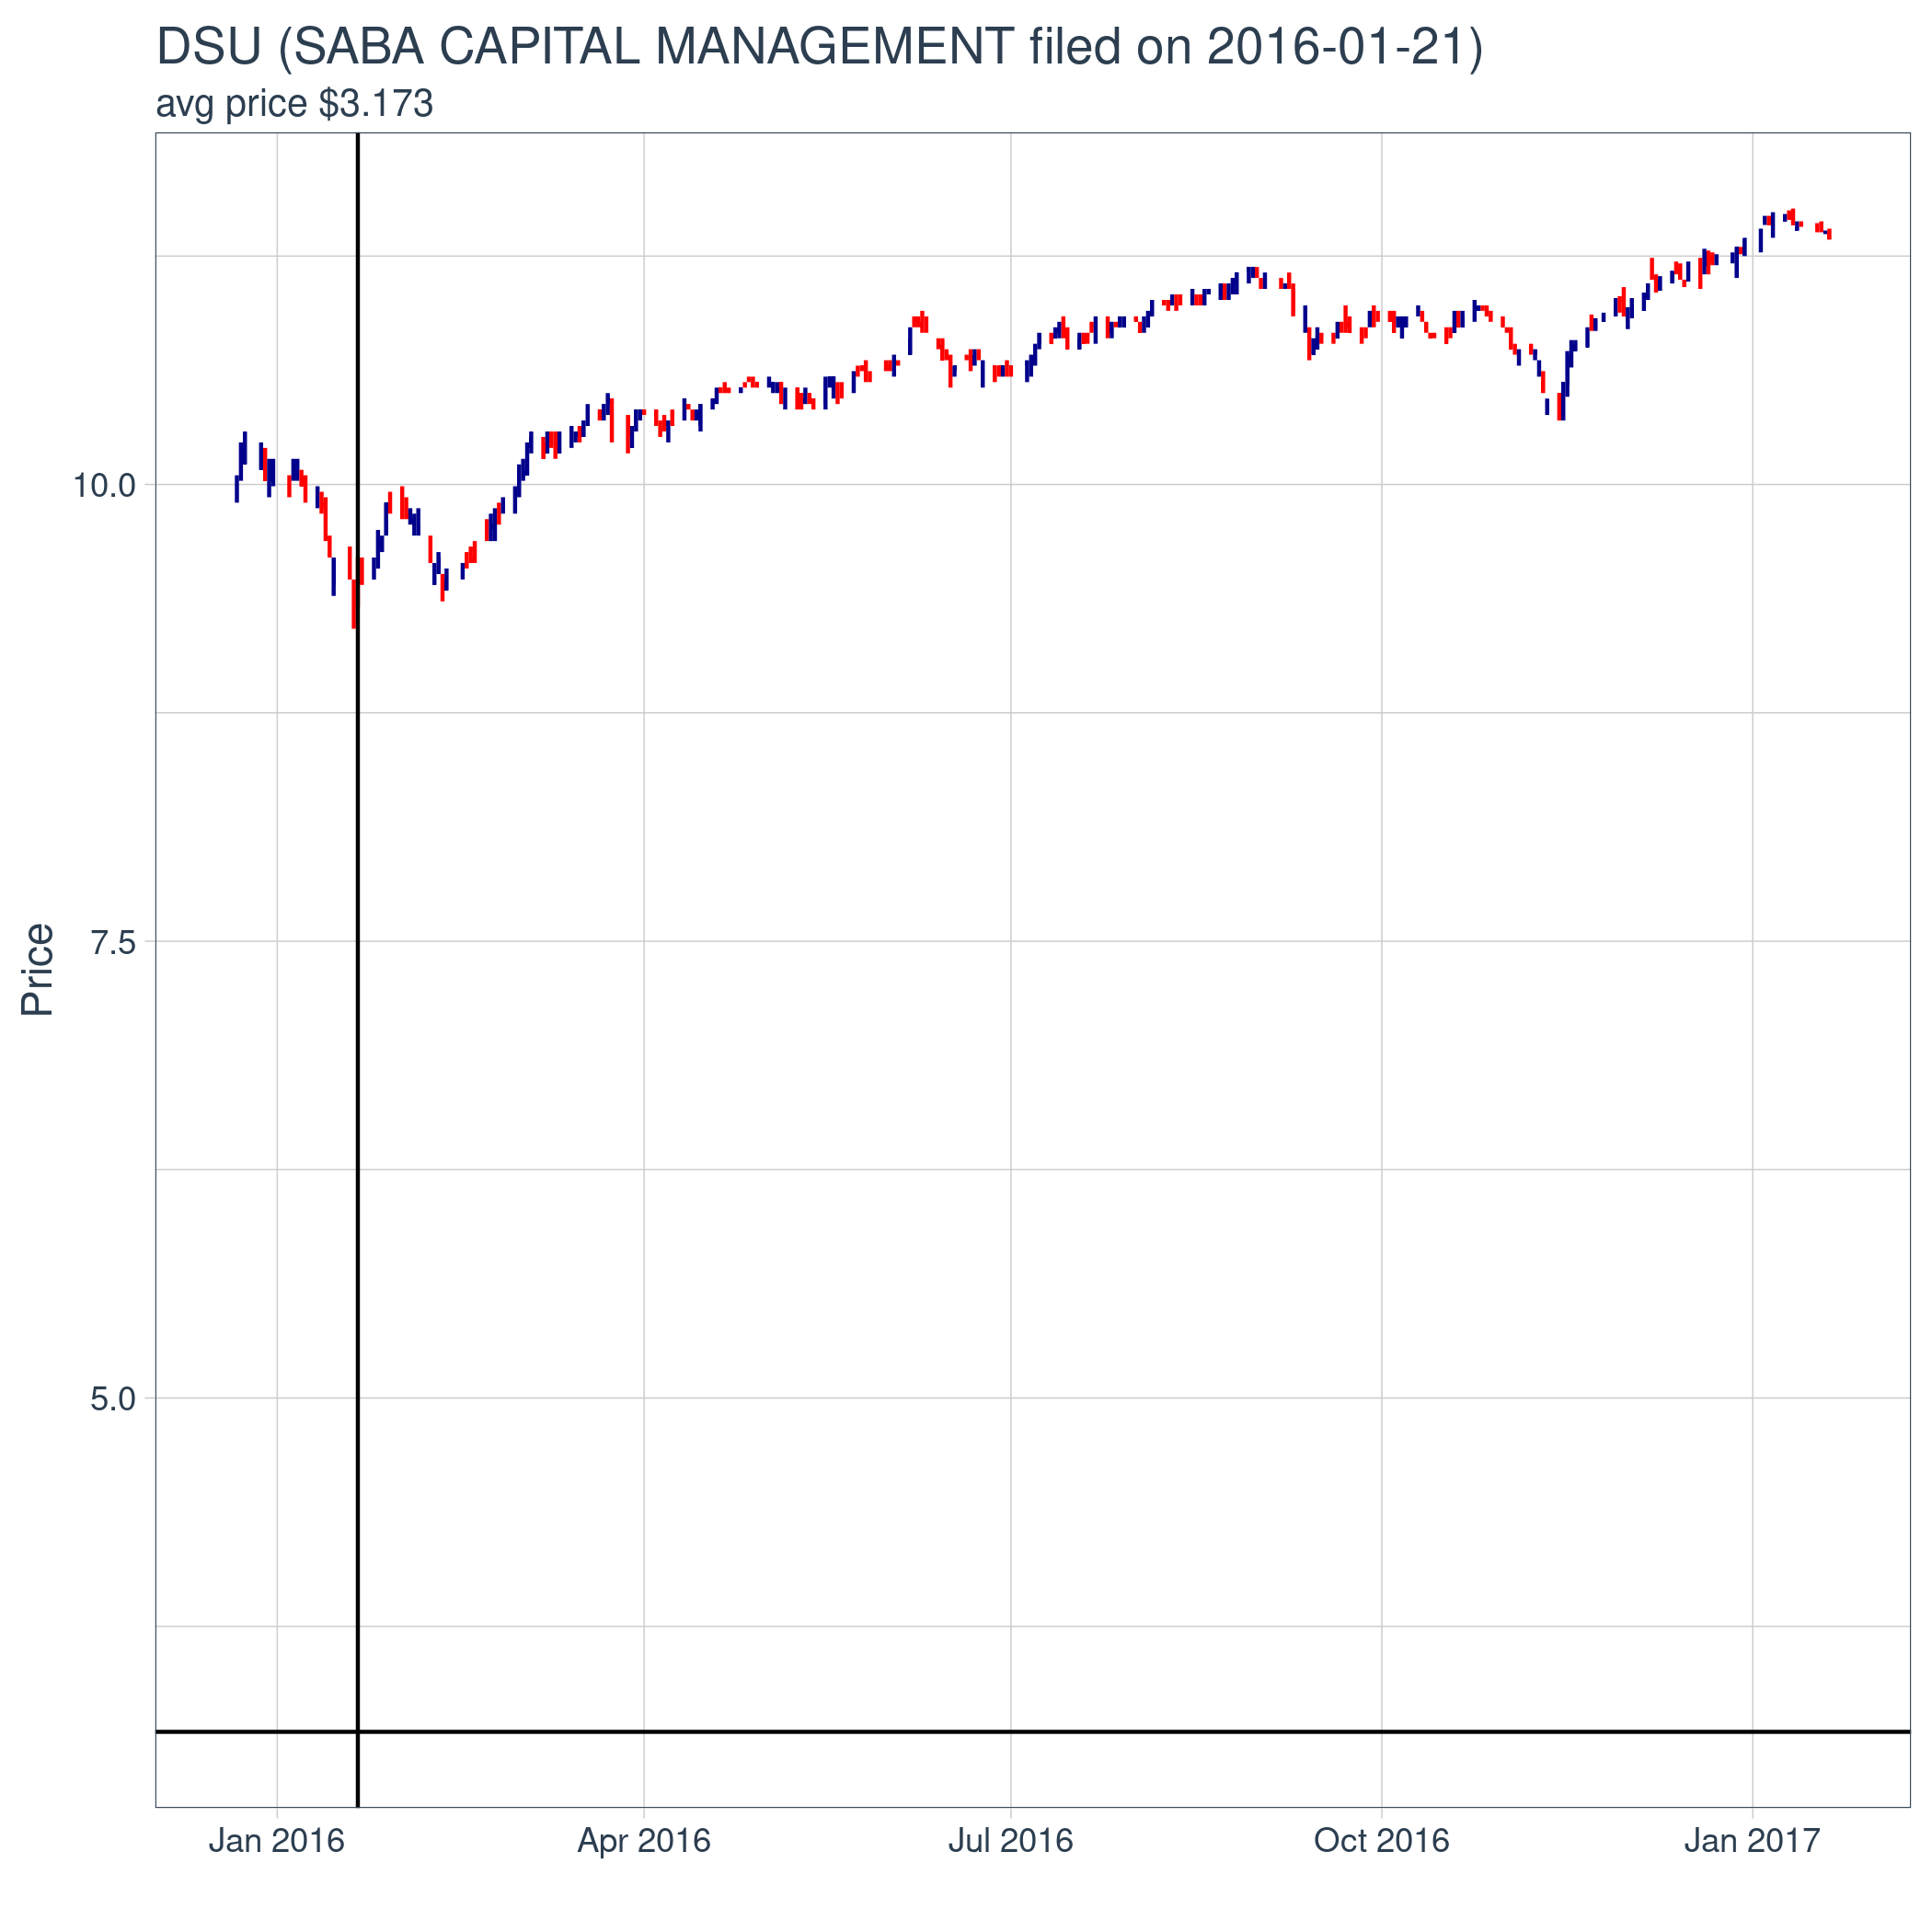 DSU (SABA CAPITAL MANAGEMENT filed on 2016-01-21)
avg price $3.173
10.0
7.5
5.0
Price
Jan 2016
Apr 2016
Jul 2016
Oct 2016
Jan 2017